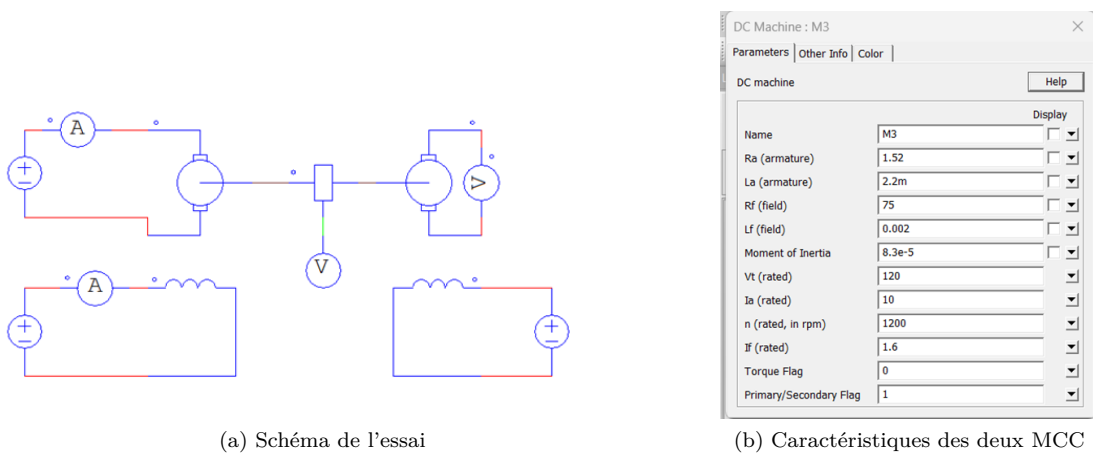 A
A
V
V
DC Machine : M3
Parameters Other Info Color
DC machine Help
Display
Name M3
Ra (armature) 1.52
La (armature) 2.2m
Rf (field) 75
Lf (field) 0.002
Moment of Inertia 8.3e-5
Vt (rated) 120
Ia (rated) 10
n (rated, in rpm) 1200
If (rated) 1.6
Torque Flag 0
Primary/Secondary Flag 1
(a) Schéma de l'essai
(b) Caractéristiques des deux MCC